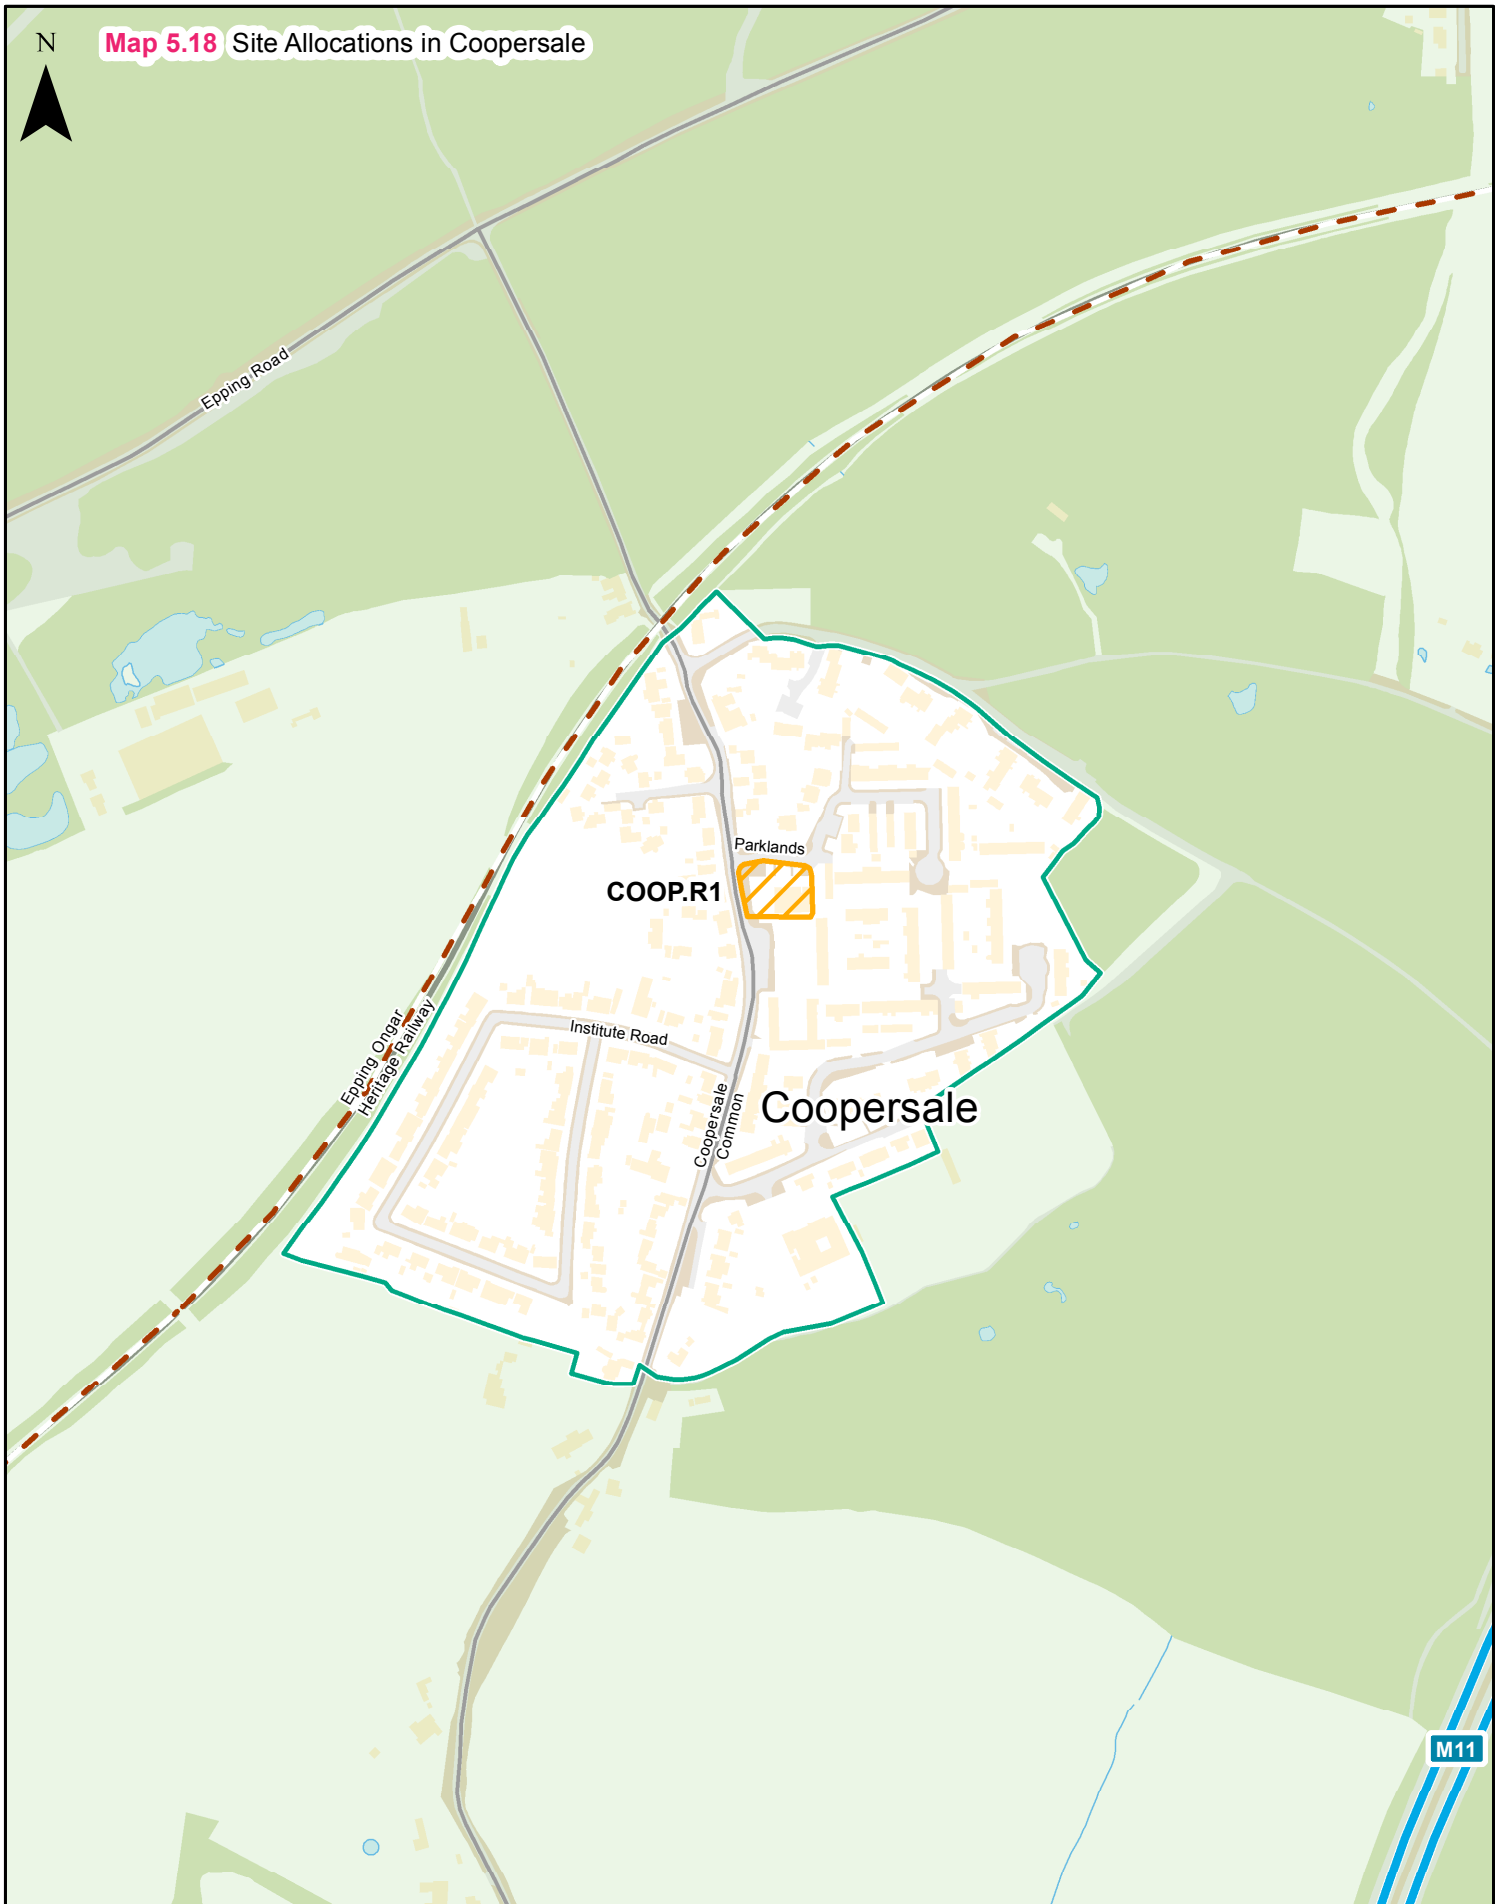 N
Map 5.18 Site Allocations in Coopersale
Epping Road
Parklands
COOP.R1
Epping Ongar
Heritage Railway
Institute Road
Coopersale
Common
Coopersale
M11